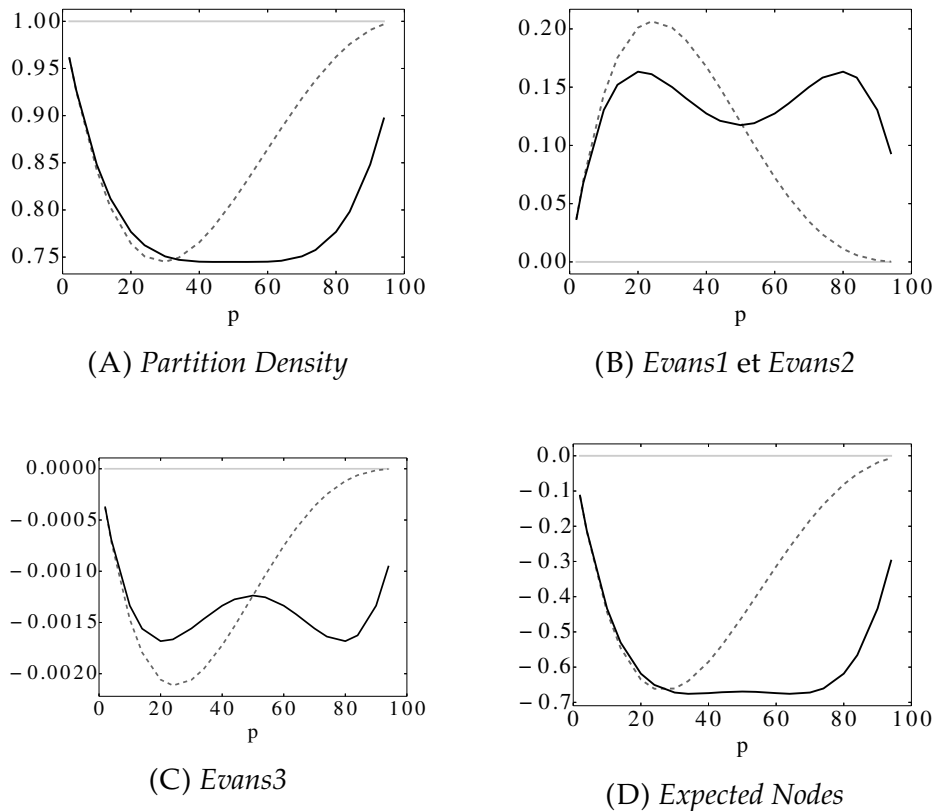 1.00
0.95
0.90
0.85
0.80
0.75
0 20 40 60 80 100
p
(A) Partition Density
0.20
0.15
0.10
0.05
0.00
0 20 40 60 80 100
p
(B) Evans1 et Evans2
0.0000
−0.0005
−0.0010
−0.0015
−0.0020
0 20 40 60 80 100
p
(C) Evans3
0.0
−0.1
−0.2
−0.3
−0.4
−0.5
−0.6
−0.7
0 20 40 60 80 100
p
(D) Expected Nodes